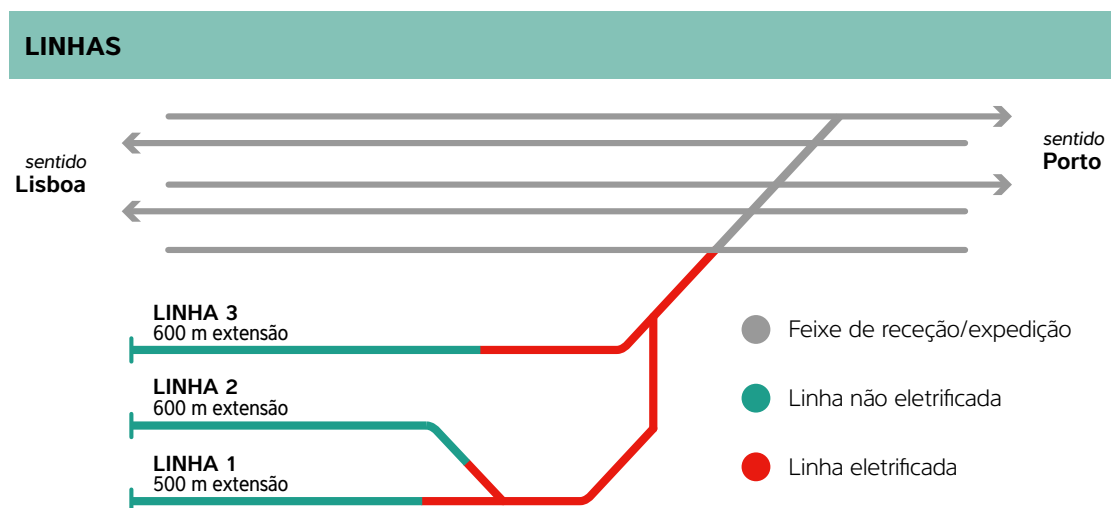 LINHAS
sentido
Lisboa
sentido
Porto
LINHA 3
600 m extensão
LINHA 2
600 m extensão
LINHA 1
500 m extensão
Feixe de receção/expedição
Linha não eletrificada
Linha eletrificada